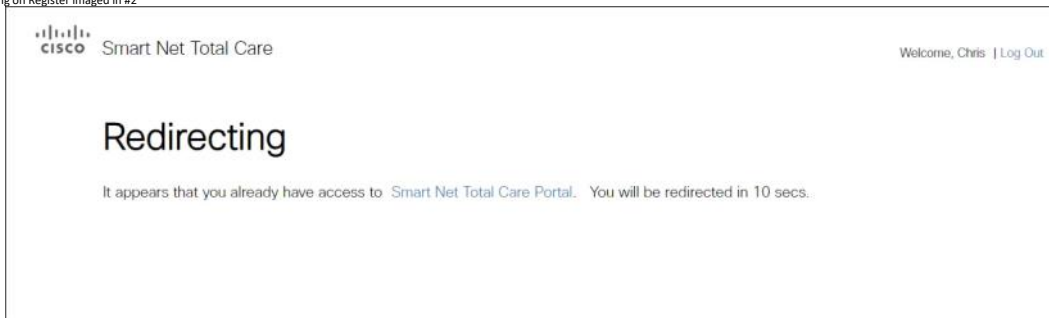 ng on Register imaged in #2
CISCO Smart Net Total Care
Welcome, Chris | Log Out
Redirecting
It appears that you already have access to Smart Net Total Care Portal. You will be redirected in 10 secs.